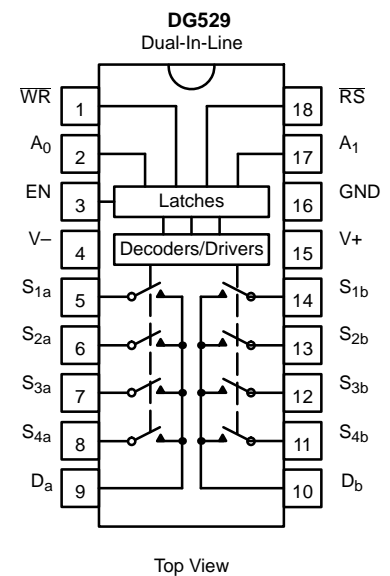 DG529
Dual-In-Line
W̅R̅ 1 18 R̅S̅
A₀ 2 17 A₁
EN 3 Latches 16 GND
V– 4 Decoders/Drivers 15 V+
S₁ₐ 5 14 S1b
S₂ₐ 6 13 S2b
S₃ₐ 7 12 S3b
S₄ₐ 8 11 S4b
Dₐ 9 10 Db
Top View